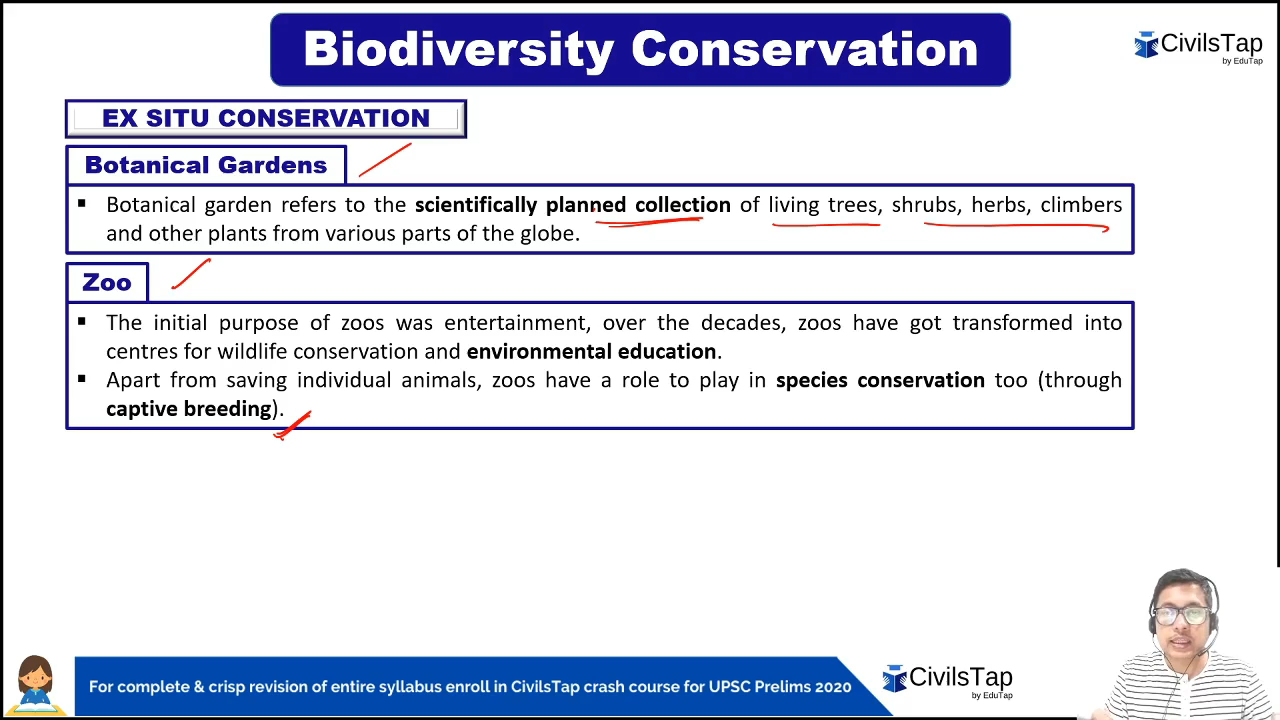 Biodiversity Conservation
CivilsTap
by EduTap
EX SITU CONSERVATION
Botanical Gardens
▪ Botanical garden refers to the scientifically planned collection of living trees, shrubs, herbs, climbers
and other plants from various parts of the globe.
Zoo
▪ The initial purpose of zoos was entertainment, over the decades, zoos have got transformed into
centres for wildlife conservation and environmental education.
▪ Apart from saving individual animals, zoos have a role to play in species conservation too (through
captive breeding).
For complete & crisp revision of entire syllabus enroll in CivilsTap crash course for UPSC Prelims 2020
CivilsTap
by EduTap